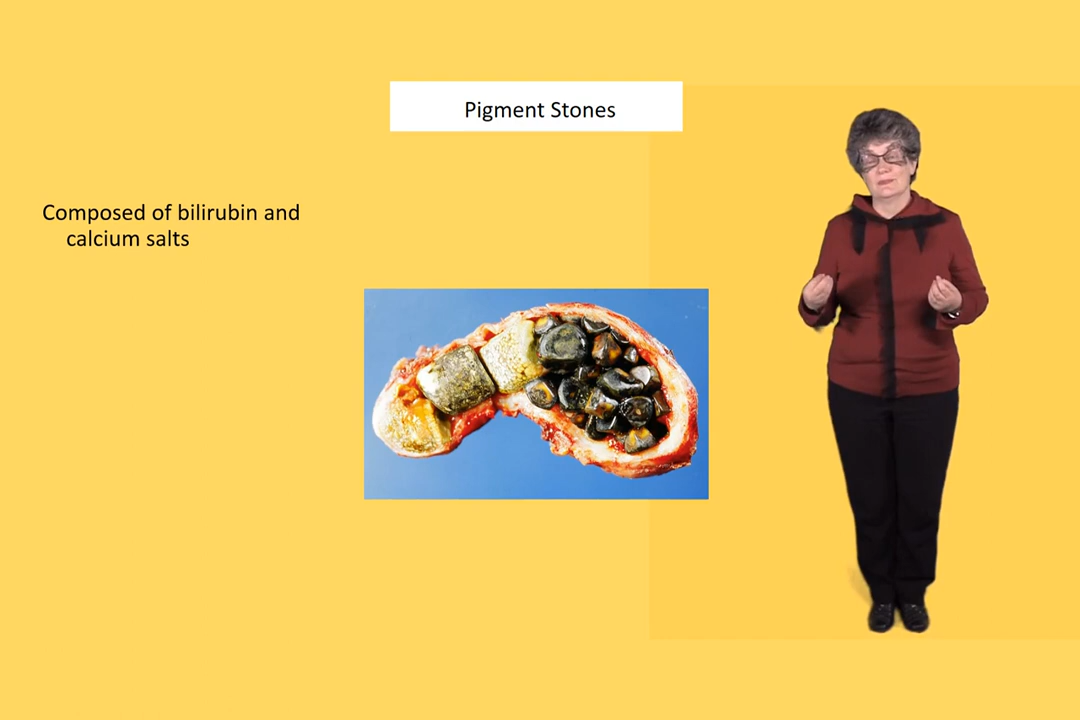 Pigment Stones
Composed of bilirubin and
calcium salts